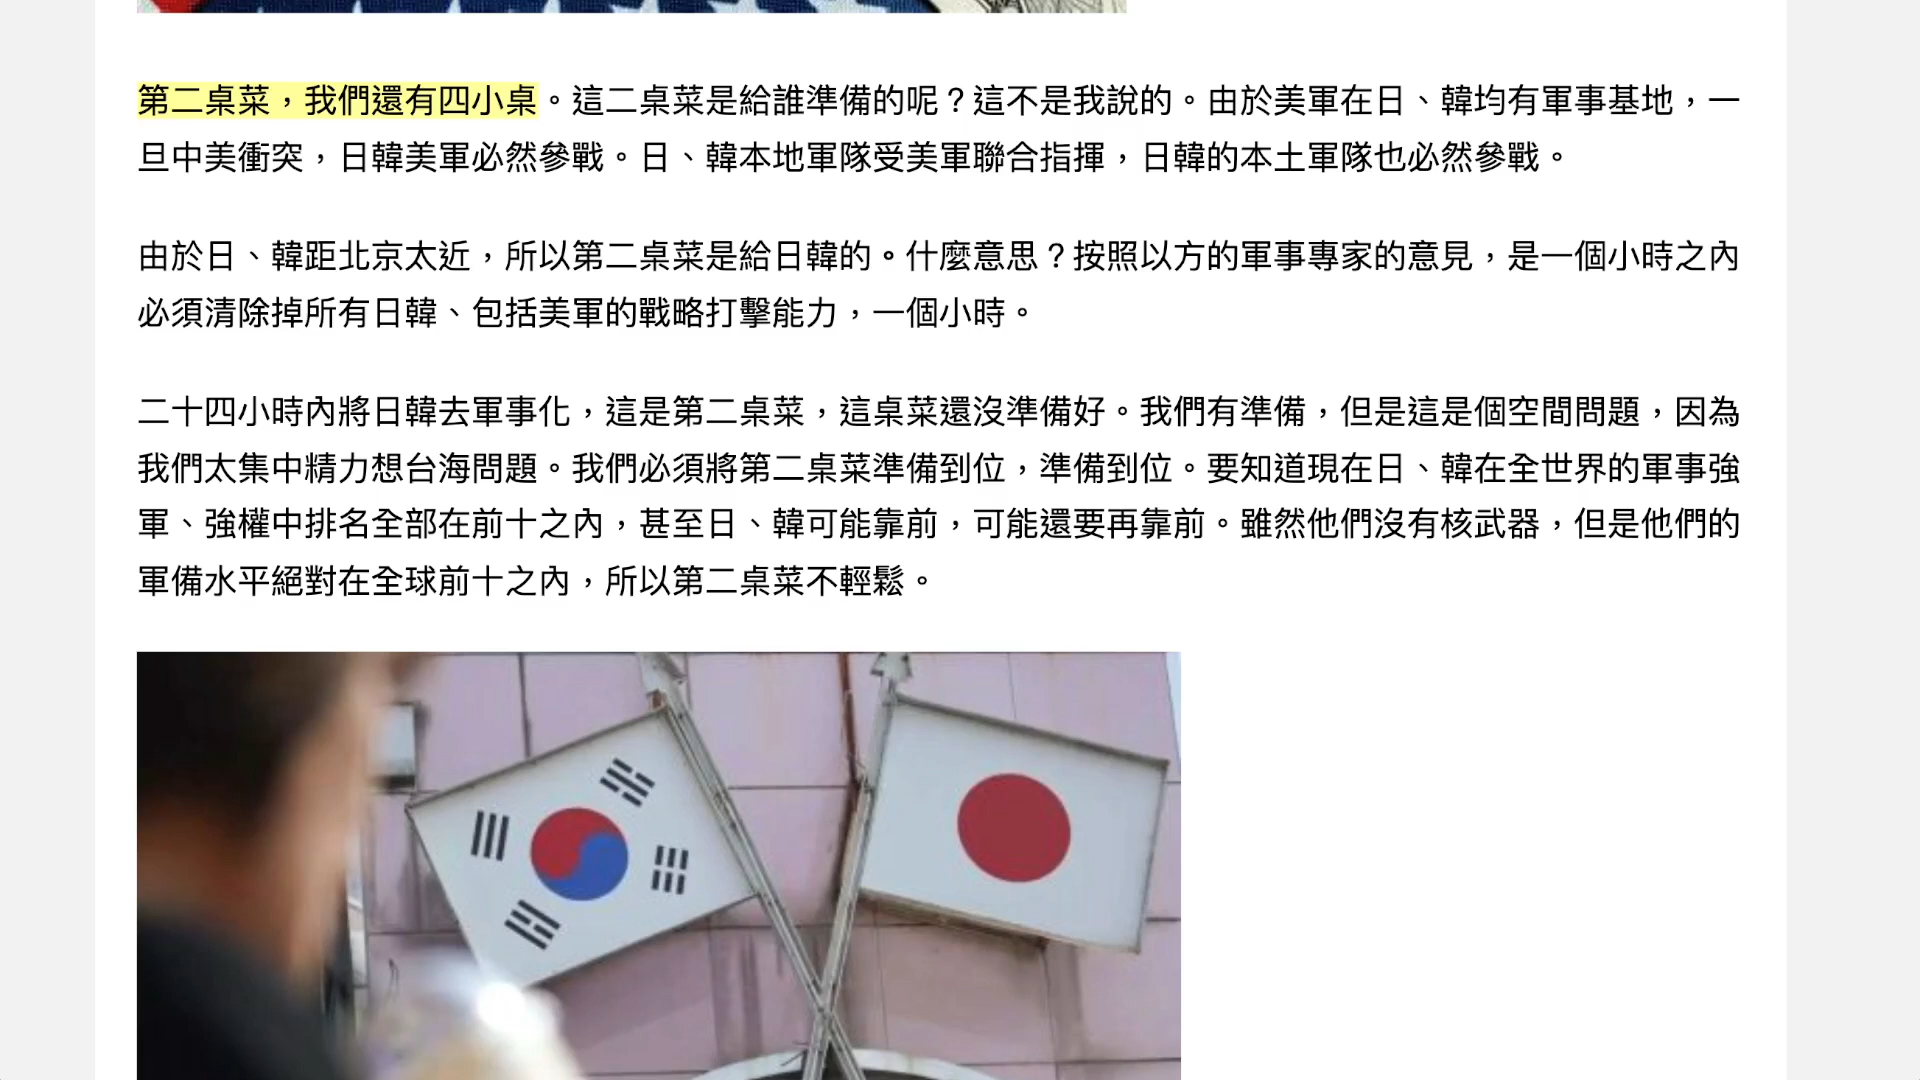 第二桌菜，我們還有四小桌。這二桌菜是給誰準備的呢？這不是我說的。由於美軍在日、韓均有軍事基地，一
旦中美衝突，日韓美軍必然參戰。日、韓本地軍隊受美軍聯合指揮，日韓的本土軍隊也必然參戰。
由於日、韓距北京太近，所以第二桌菜是給日韓的。什麼意思？按照以方的軍事專家的意見，是一個小時之內
必須清除掉所有日韓、包括美軍的戰略打擊能力，一個小時。
二十四小時內將日韓去軍事化，這是第二桌菜，這桌菜還沒準備好。我們有準備，但是這是個空間問題，因為
我們太集中精力想台海問題。我們必須將第二桌菜準備到位，準備到位。要知道現在日、韓在全世界的軍事強
軍、強權中排名全部在前十之內，甚至日、韓可能靠前，可能還要再靠前。雖然他們沒有核武器，但是他們的
軍備水平絕對在全球前十之內，所以第二桌菜不輕鬆。